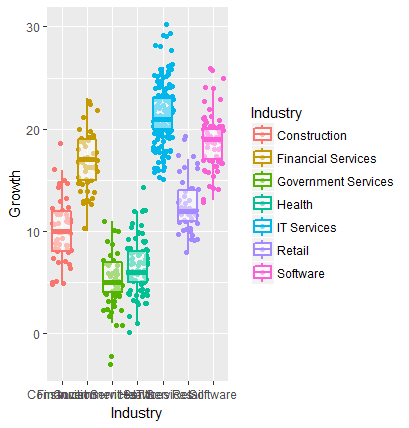 30
20
10
0
Growth
Industry
Industry
Construction
Financial Services
Government Services
Health
IT Services
Retail
Software